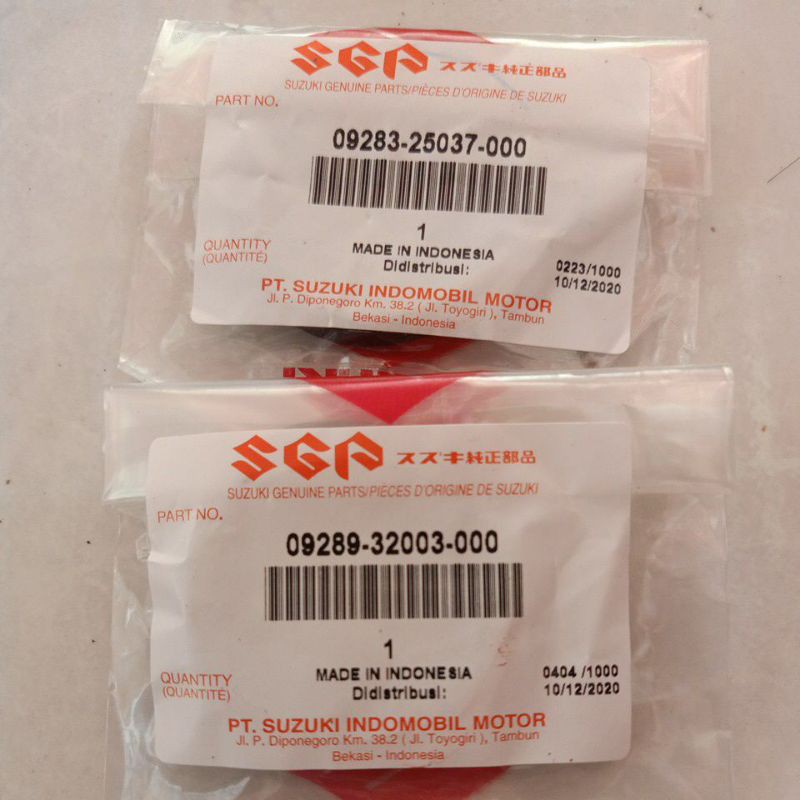 SGP スズキ純正部品
SUZUKI GENUINE PARTS/PIÈCES D'ORIGINE DE SUZUKI
PART NO.
09283-25037-000
1
QUANTITY
(QUANTITÉ)
MADE IN INDONESIA
Didistribusi:
0223/1000
10/12/2020
PT. SUZUKI INDOMOBIL MOTOR
Jl. P. Diponegoro Km. 38.2 ( Jl. Toyogiri ), Tambun
Bekasi - Indonesia
SGP スズキ純正部品
SUZUKI GENUINE PARTS/PIÈCES D'ORIGINE DE SUZUKI
PART NO.
09289-32003-000
1
QUANTITY
(QUANTITÉ)
MADE IN INDONESIA
Didistribusi:
0404 /1000
10/12/2020
PT. SUZUKI INDOMOBIL MOTOR
Jl. P. Diponegoro Km. 38.2 ( Jl. Toyogiri ), Tambun
Bekasi - Indonesia